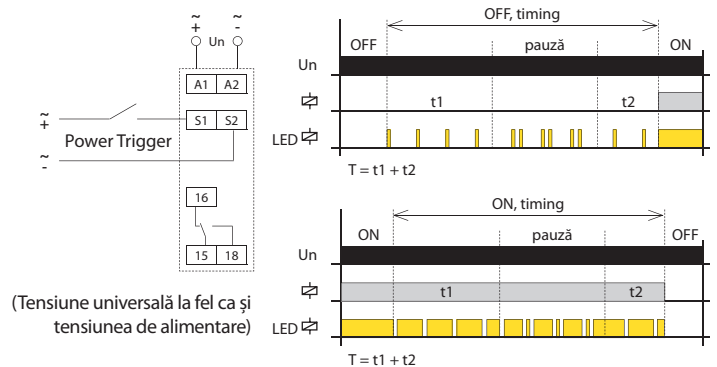 ~ ~
+ Un -
A1 A2
~
+
S1 S2
Power Trigger
~
-
16
15 18
(Tensiune universală la fel ca și
tensiunea de alimentare)
OFF, timing
OFF pauză ON
Un
t1 t2
LED
T = t1 + t2
ON, timing
ON pauză OFF
Un
t1 t2
LED
T = t1 + t2